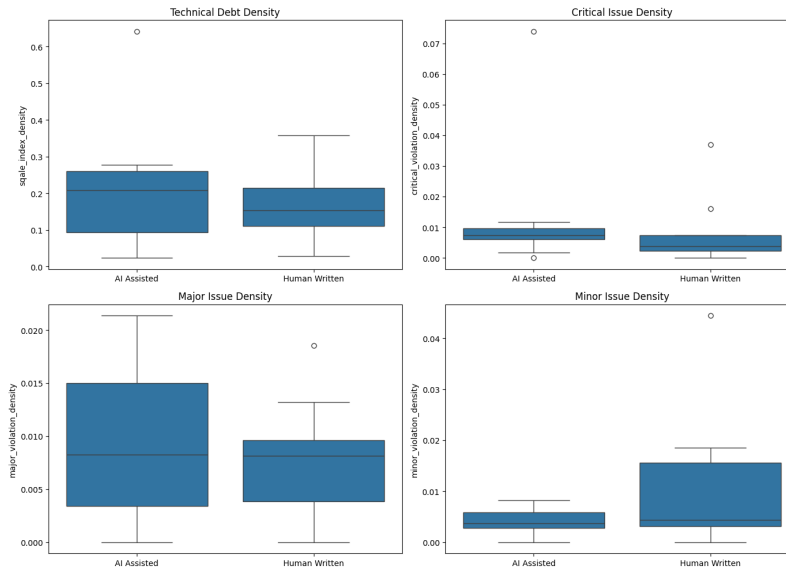 Technical Debt Density
sqale_index_density
0.6
0.5
0.4
0.3
0.2
0.1
0.0
AI Assisted
Human Written
Critical Issue Density
critical_violation_density
0.07
0.06
0.05
0.04
0.03
0.02
0.01
0.00
AI Assisted
Human Written
Major Issue Density
major_violation_density
0.020
0.015
0.010
0.005
0.000
AI Assisted
Human Written
Minor Issue Density
minor_violation_density
0.04
0.03
0.02
0.01
0.00
AI Assisted
Human Written